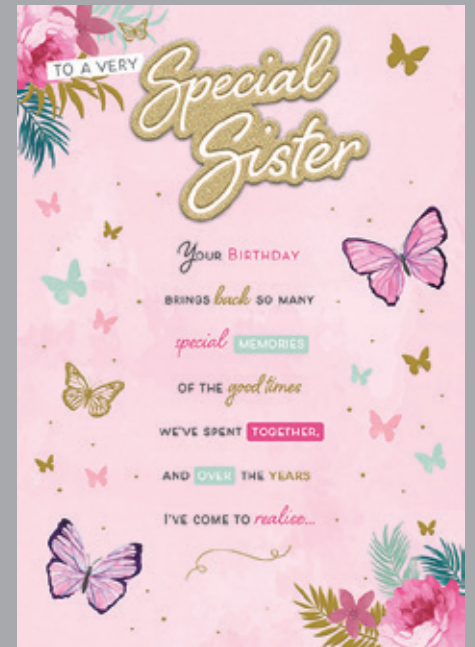 TO A VERY
Special
Sister
YOUR BIRTHDAY
BRINGS back SO MANY
special MEMORIES
OF THE good times
WE'VE SPENT TOGETHER,
AND OVER THE YEARS
I'VE COME TO realise...